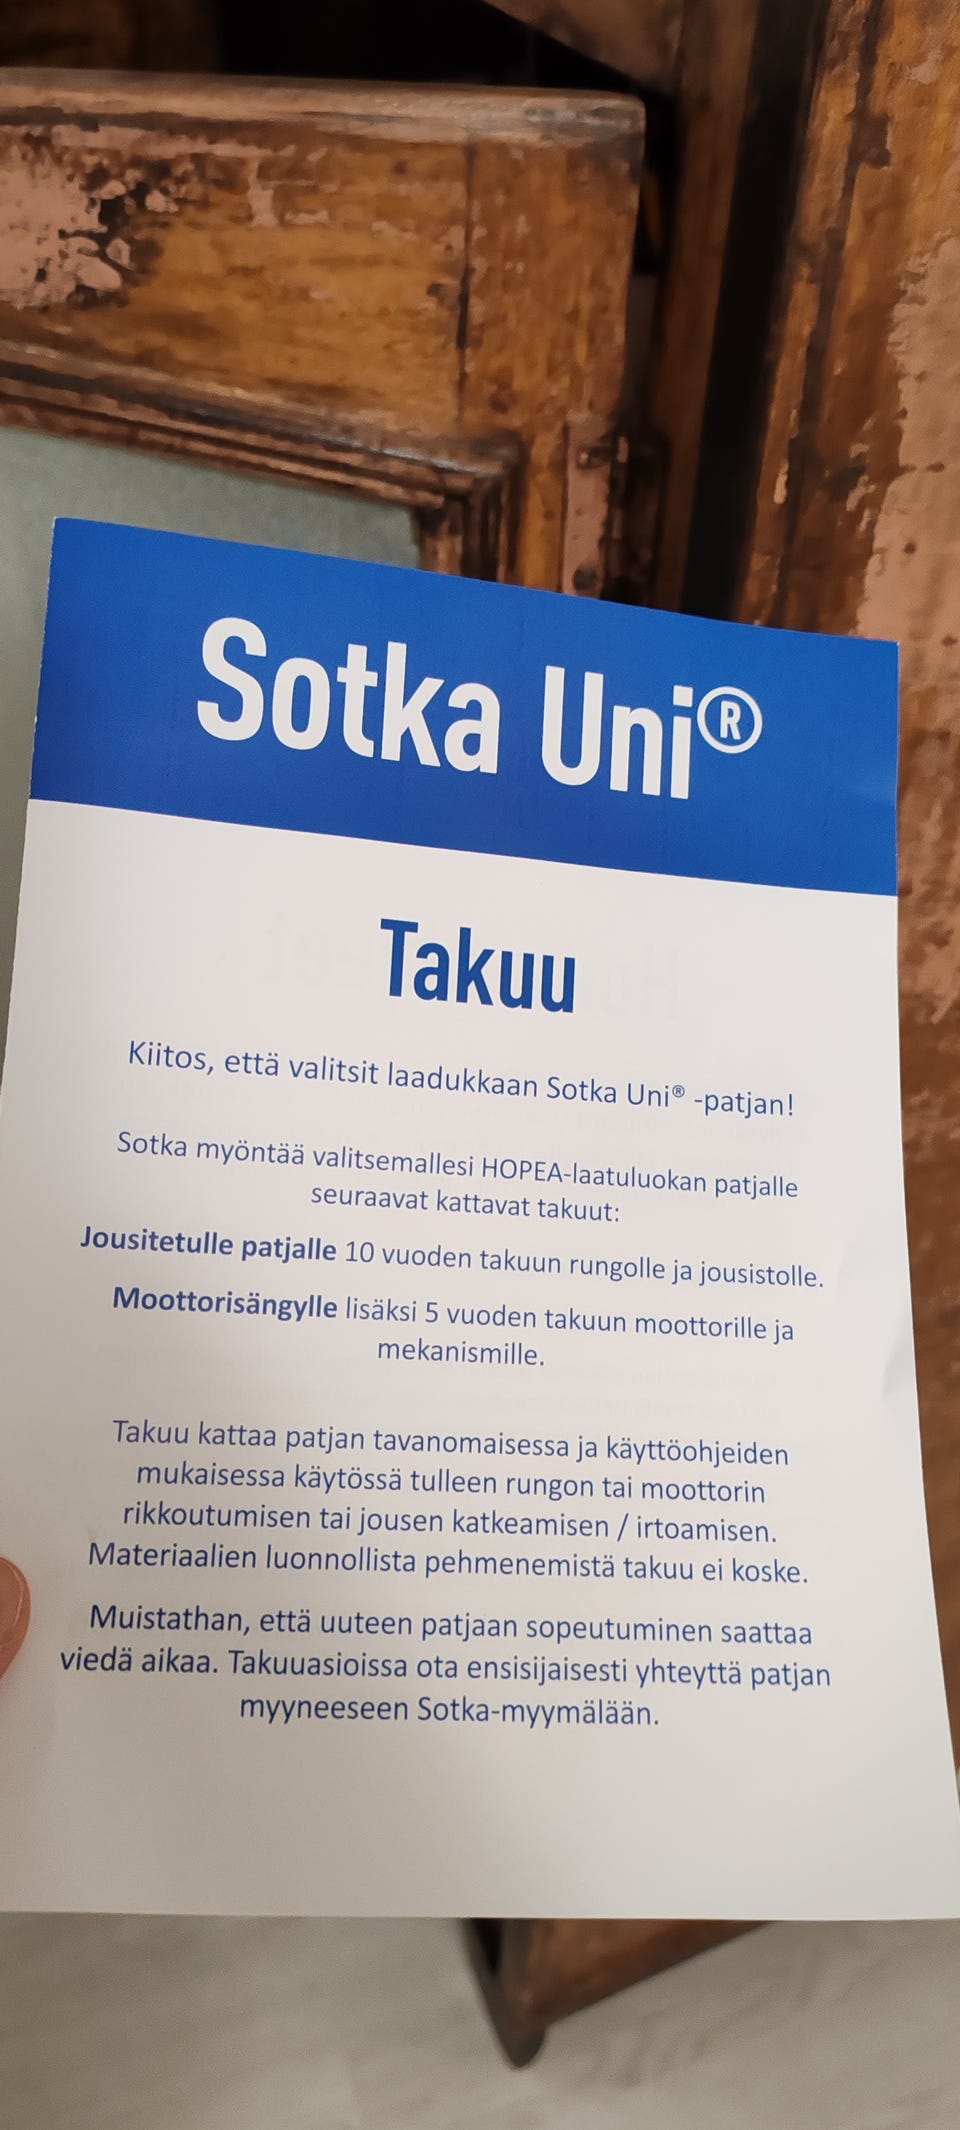 Sotka Uni®
Takuu
Kiitos, että valitsit laadukkaan Sotka Uni® -patjan!
Sotka myöntää valitsemallesi HOPEA-laatuluokan patjalle
seuraavat kattavat takuut:
Jousitetulle patjalle 10 vuoden takuun rungolle ja jousistolle.
Moottorisängylle lisäksi 5 vuoden takuun moottorille ja
mekanismille.
Takuu kattaa patjan tavanomaisessa ja käyttöohjeiden
mukaisessa käytössä tulleen rungon tai moottorin
rikkoutumisen tai jousen katkeamisen / irtoamisen.
Materiaalien luonnollista pehmenemistä takuu ei koske.
Muistathan, että uuteen patjaan sopeutuminen saattaa
viedä aikaa. Takuuasioissa ota ensisijaisesti yhteyttä patjan
myyneeseen Sotka-myymälään.